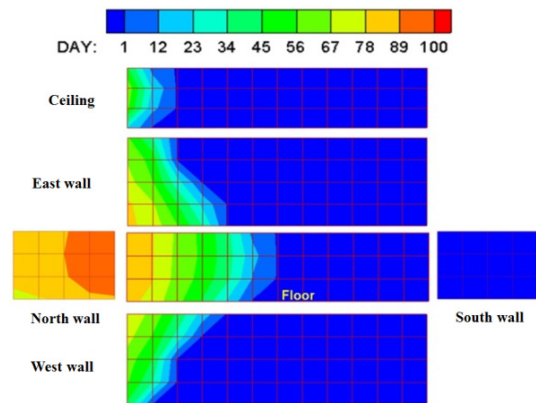 DAY: 1 12 23 34 45 56 67 78 89 100
Ceiling
East wall
Floor
North wall
South wall
West wall